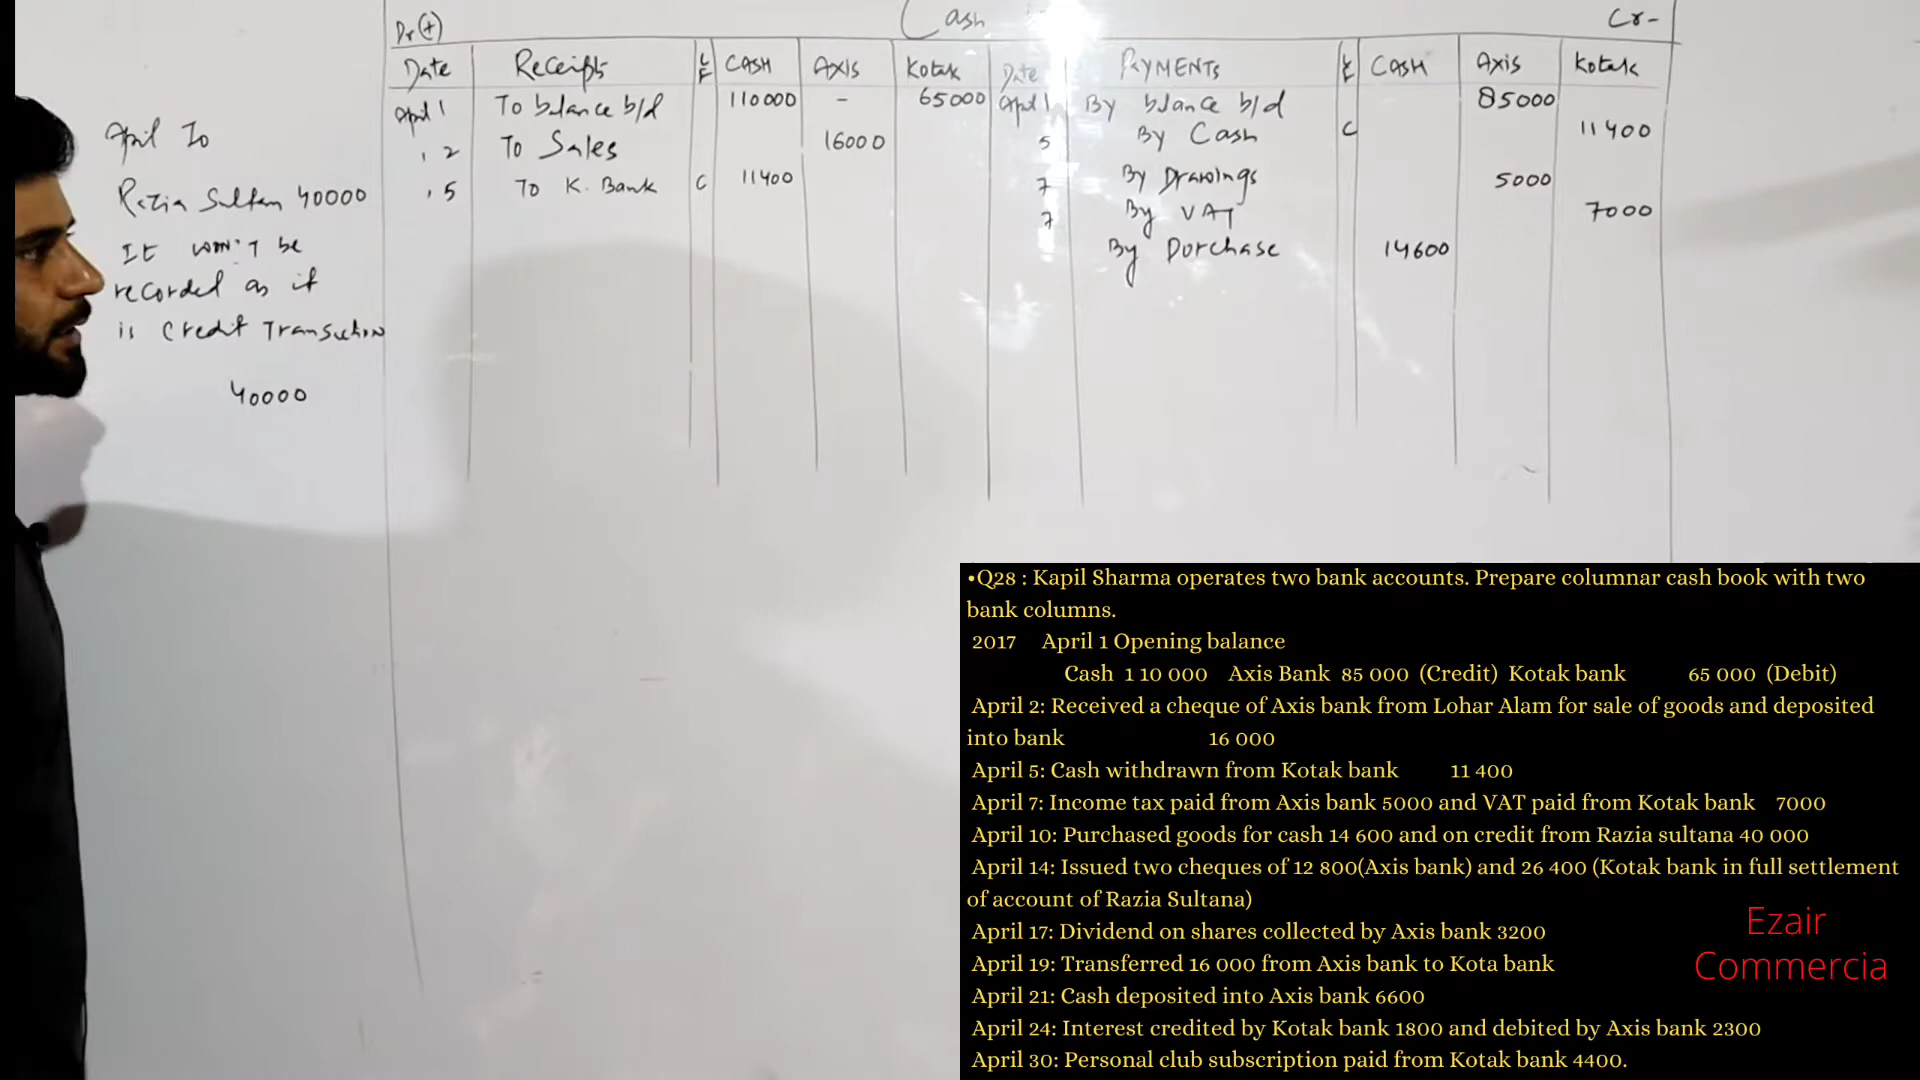 Dr(+) Cash Cr-
Date Receipts LF CASH AXIS Kotak Date PAYMENTS LF CASH Axis Kotak
April 1 To balance b/d 110000 - 65000 April 1 By blance b/d 85000
, 2 To Sales 16000 5 By Cash C 11400
, 5 To K. Bank C 11400 7 By Drawings 5000
7 By VAT 7000
By Purchase 14600
April 10
Razia Sultan 40000
It won't be
recorded as it
is Credit Transaction
40000
•Q28 : Kapil Sharma operates two bank accounts. Prepare columnar cash book with two
bank columns.
2017 April 1 Opening balance
Cash 1 10 000 Axis Bank 85 000 (Credit) Kotak bank 65 000 (Debit)
April 2: Received a cheque of Axis bank from Lohar Alam for sale of goods and deposited
into bank 16 000
April 5: Cash withdrawn from Kotak bank 11 400
April 7: Income tax paid from Axis bank 5000 and VAT paid from Kotak bank 7000
April 10: Purchased goods for cash 14 600 and on credit from Razia sultana 40 000
April 14: Issued two cheques of 12 800(Axis bank) and 26 400 (Kotak bank in full settlement
of account of Razia Sultana)
April 17: Dividend on shares collected by Axis bank 3200
April 19: Transferred 16 000 from Axis bank to Kota bank
April 21: Cash deposited into Axis bank 6600
April 24: Interest credited by Kotak bank 1800 and debited by Axis bank 2300
April 30: Personal club subscription paid from Kotak bank 4400.
Ezair
Commercia